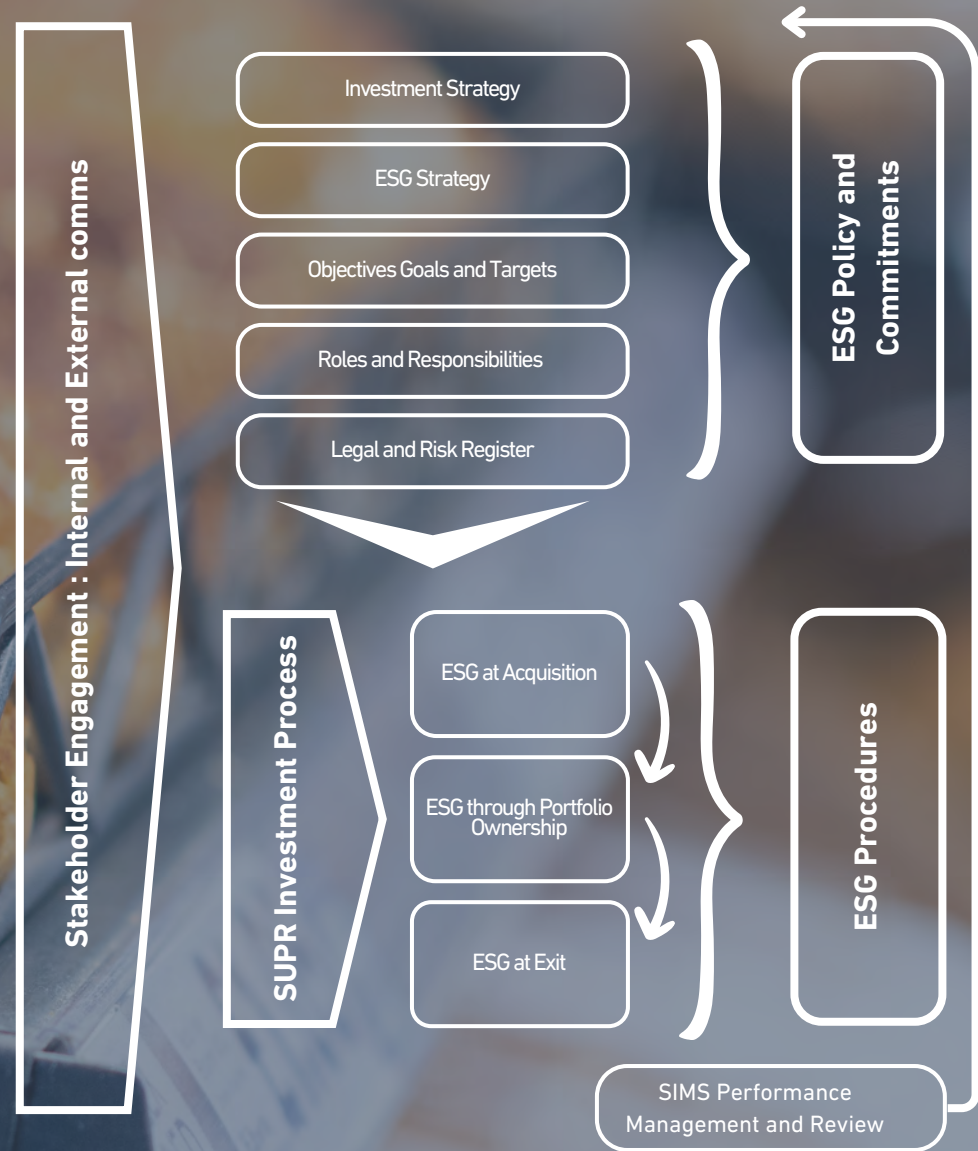 Stakeholder Engagement : Internal and External comms
Investment Strategy
ESG Strategy
Objectives Goals and Targets
Roles and Responsibilities
Legal and Risk Register
ESG Policy and
Commitments
SUPR Investment Process
ESG at Acquisition
ESG through Portfolio
Ownership
ESG at Exit
ESG Procedures
SIMS Performance
Management and Review